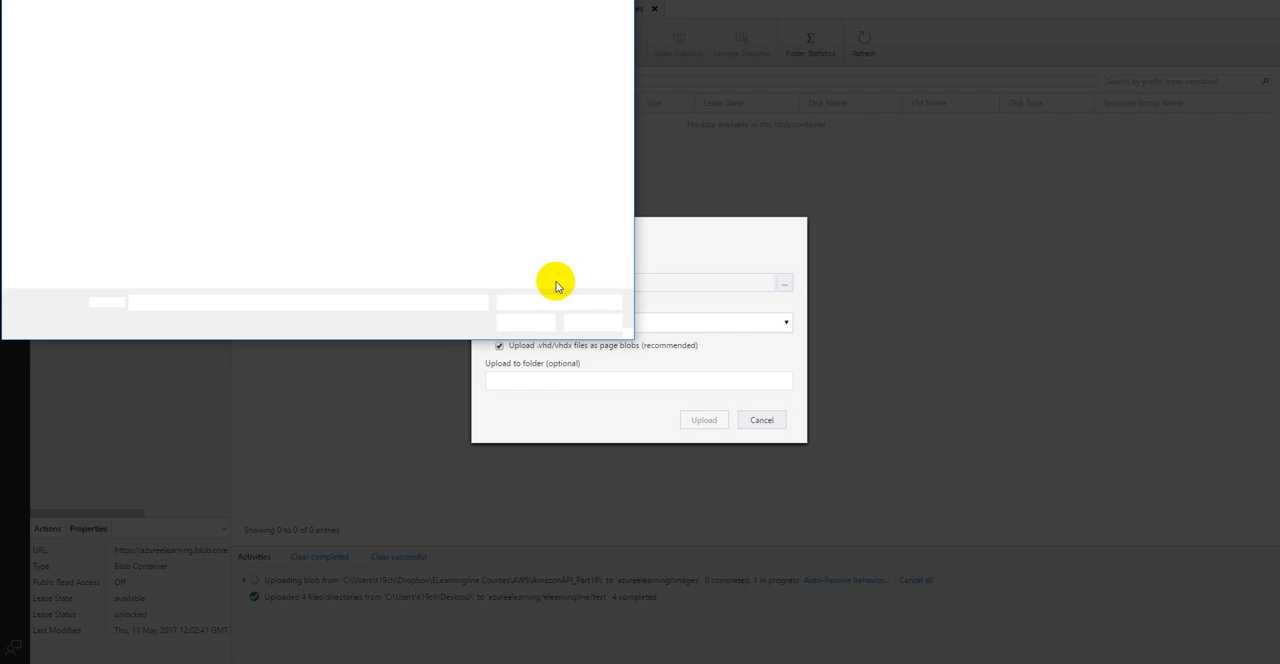 es ×
Make Snapshot Manage Snapshots Folder Statistics Refresh
Search by prefix (case-sensitive)
Size Lease State Disk Name VM Name Disk Type Resource Group Name
No data available in this blob container
...
Upload .vhd/vhdx files as page blobs (recommended)
Upload to folder (optional)
Upload Cancel
Showing 0 to 0 of 0 entries
Actions Properties
URL https://azureelearning.blob.core
Type Blob Container
Public Read Access Off
Lease State available
Lease Status unlocked
Last Modified Thu, 11 May 2017 12:02:41 GMT
Activities Clear completed Clear successful
Uploading blob from 'C:\Users\t19ch\Dropbox\ELearningline Courses\AWS\AmazonAPI_Part18\' to 'azureelearning/images' 0 completed, 1 in progress Auto-Resolve behavior... Cancel all
Uploaded 4 files/directories from 'C:\Users\t19ch\Desktop\' to 'azureelearning/elearningline/test' 4 completed